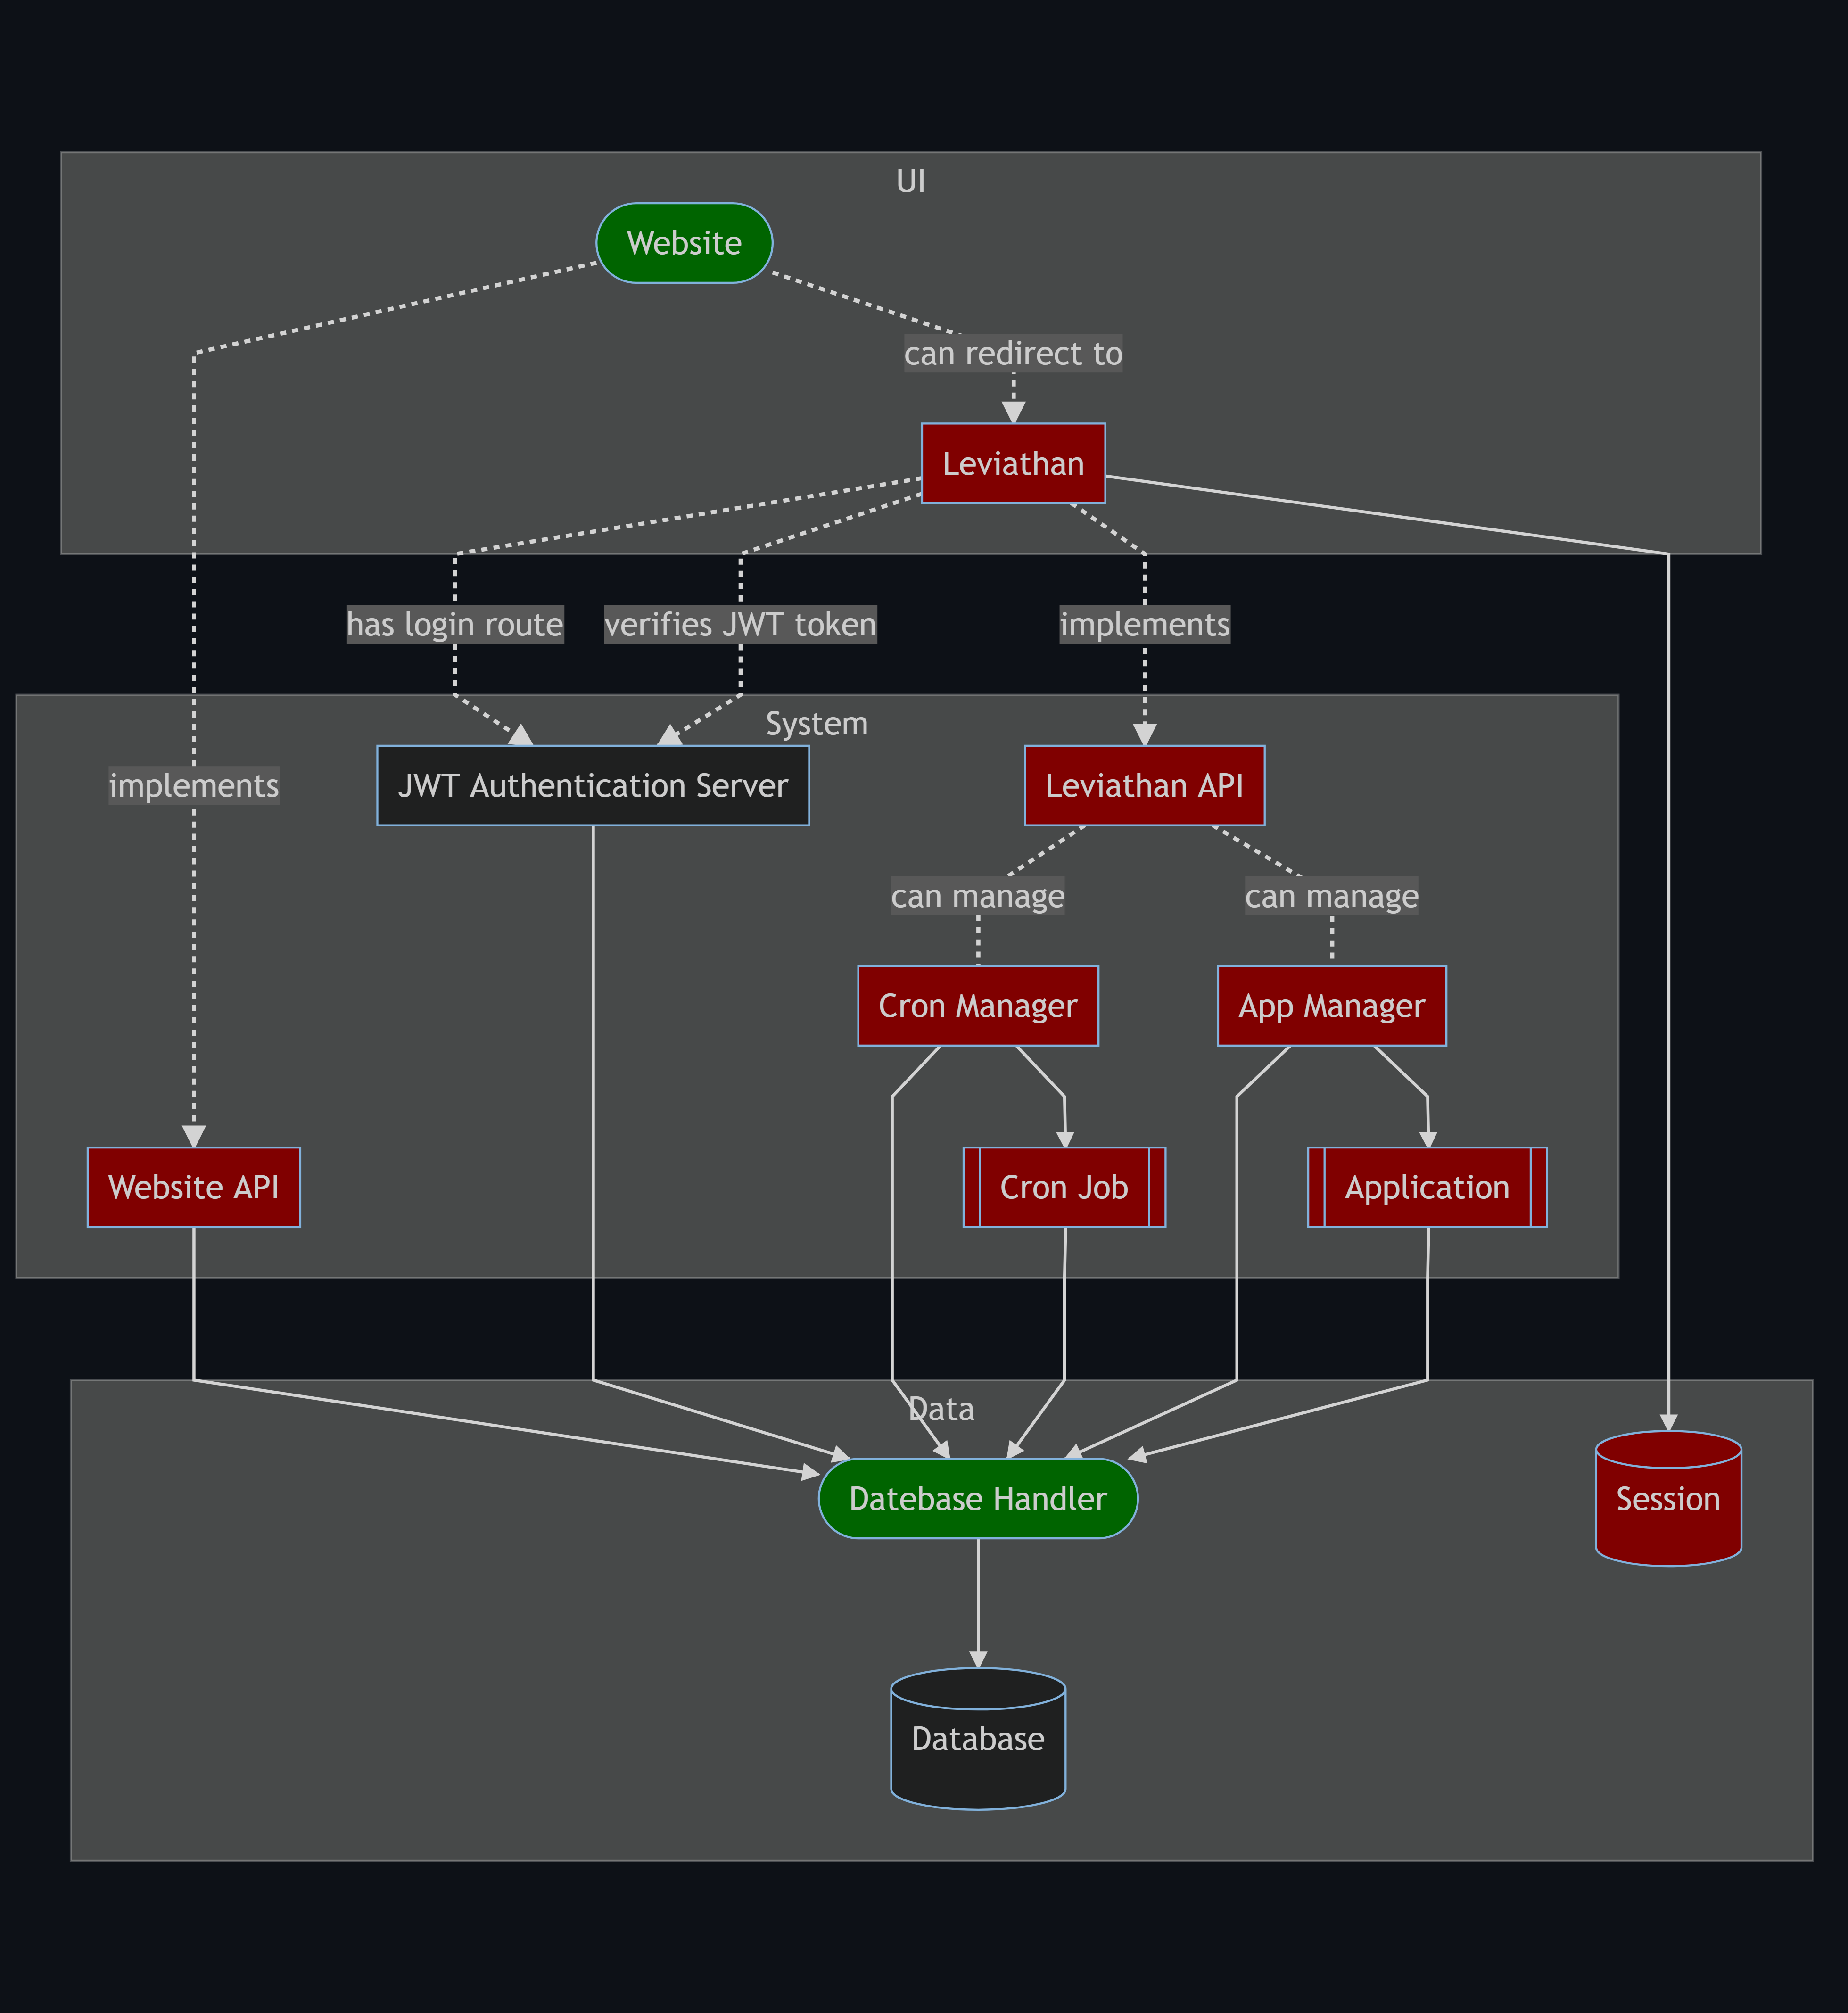 UI
Website
can redirect to
Leviathan
has login route
verifies JWT token
implements
System
implements
JWT Authentication Server
Leviathan API
can manage
can manage
Cron Manager
App Manager
Website API
Cron Job
Application
Data
Datebase Handler
Session
Database